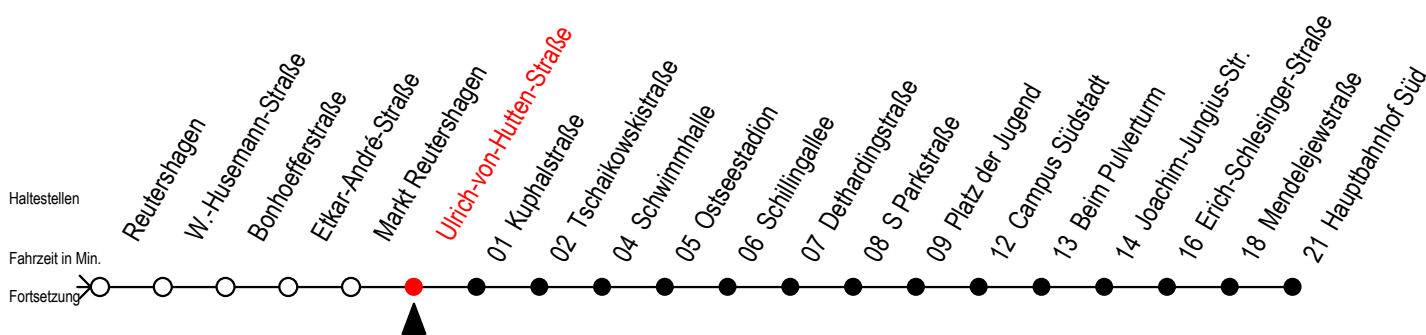 Haltestellen
Fahrzeit in Min.
Fortsetzung
Reutershagen
W.-Husemann-Straße
Bonhoefferstraße
Etkar-André-Straße
Markt Reutershagen
Ulrich-von-Hutten-Straße
01 Kuphalstraße
02 Tschaikowskistraße
04 Schwimmhalle
05 Ostseestadion
06 Schillingallee
07 Dethardingstraße
08 S Parkstraße
09 Platz der Jugend
12 Campus Südstadt
13 Beim Pulverturm
14 Joachim-Jungius-Str.
16 Erich-Schlesinger-Straße
18 Mendelejewstraße
21 Hauptbahnhof Süd